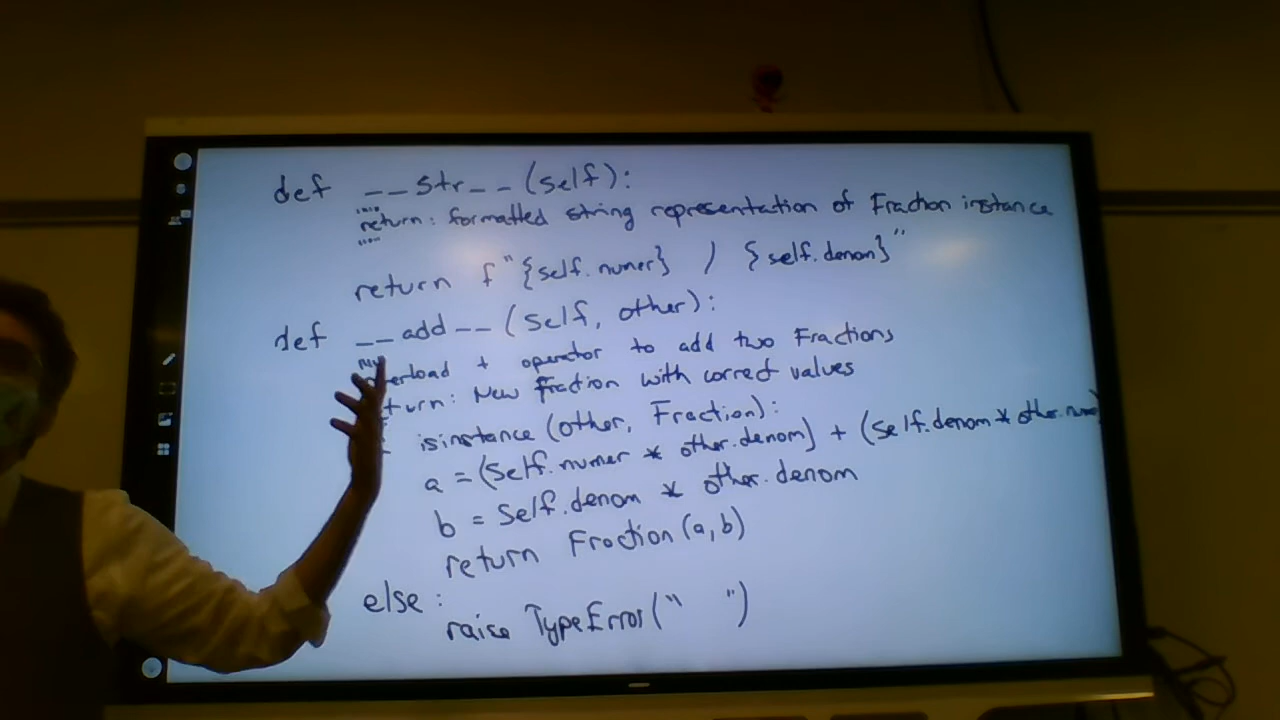 def __str__(self):
"""
return: formatted string representation of Fraction instance
"""
return f"{self.numer} / {self.denom}"
def __add__(self, other):
"""
overload + operator to add two Fractions
return: New Fraction with correct values
isinstance (other, Fraction):
a = (self.numer * other.denom) + (self.denom * other.numer
b = self.denom * other.denom
return Fraction(a,b)
else:
raise TypeError(" ")